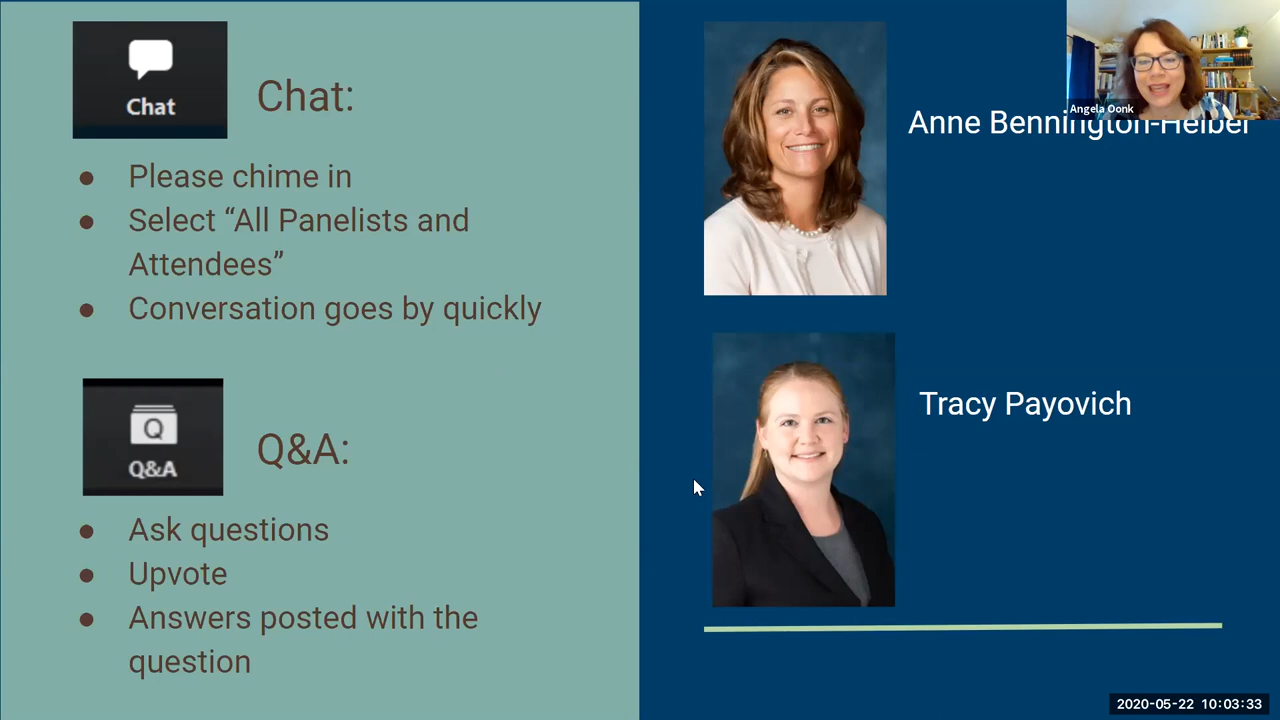 Chat
Chat:
● Please chime in
● Select “All Panelists and
Attendees”
● Conversation goes by quickly
Q
Q&A
Q&A:
● Ask questions
● Upvote
● Answers posted with the
question
Angela Oonk
Anne Bennington-Helber
Tracy Payovich
2020-05-22 10:03:33